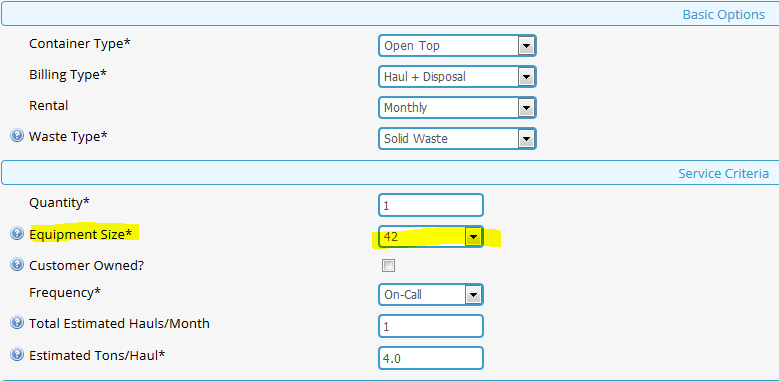 Basic Options
Container Type* Open Top
Billing Type* Haul + Disposal
Rental Monthly
? Waste Type* Solid Waste
Service Criteria
Quantity* 1
? Equipment Size* 42
? Customer Owned?
Frequency* On-Call
? Total Estimated Hauls/Month 1
? Estimated Tons/Haul* 4.0